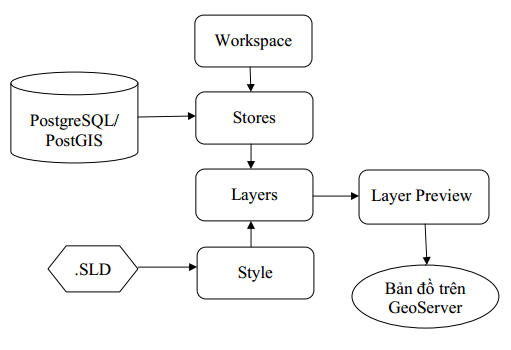 Workspace
PostgreSQL/
PostGIS
Stores
Layers
Layer Preview
.SLD
Style
Bản đồ trên
GeoServer